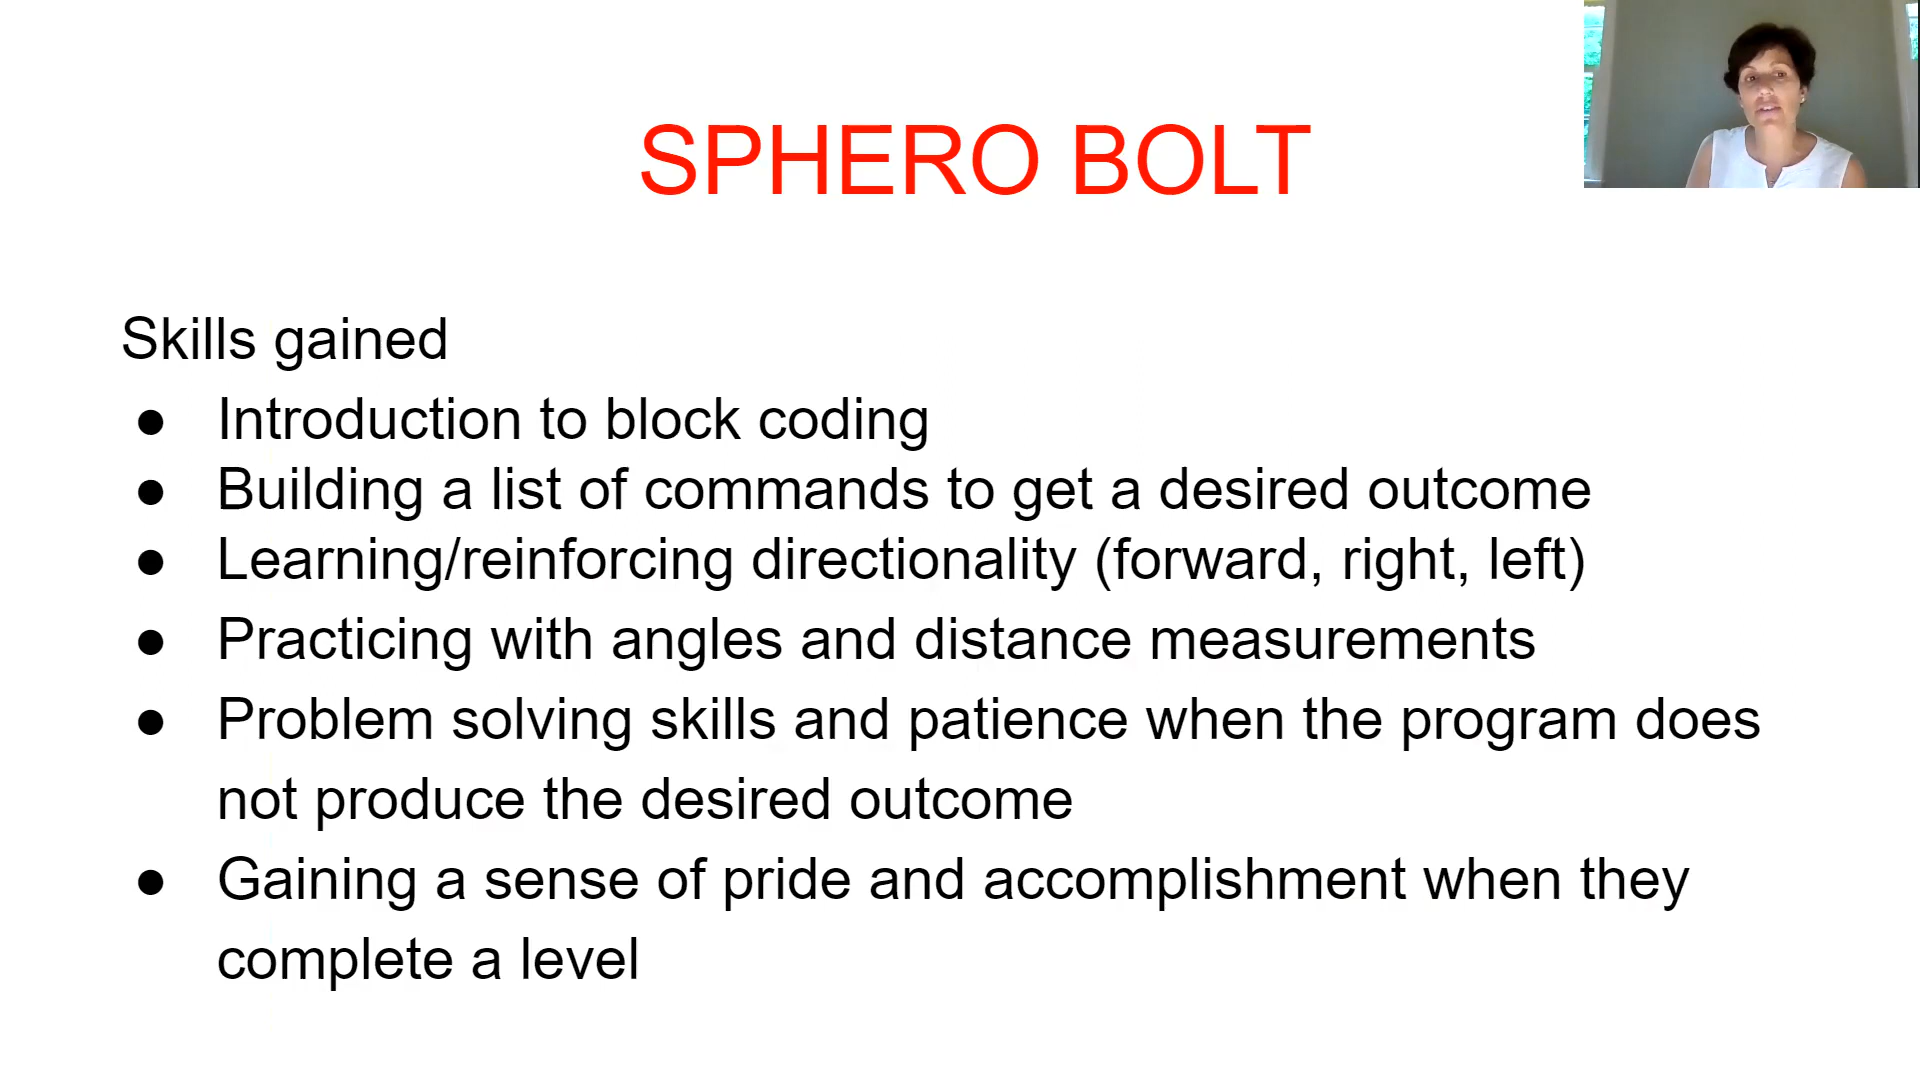 SPHERO BOLT
Skills gained
● Introduction to block coding
● Building a list of commands to get a desired outcome
● Learning/reinforcing directionality (forward, right, left)
● Practicing with angles and distance measurements
● Problem solving skills and patience when the program does
not produce the desired outcome
● Gaining a sense of pride and accomplishment when they
complete a level